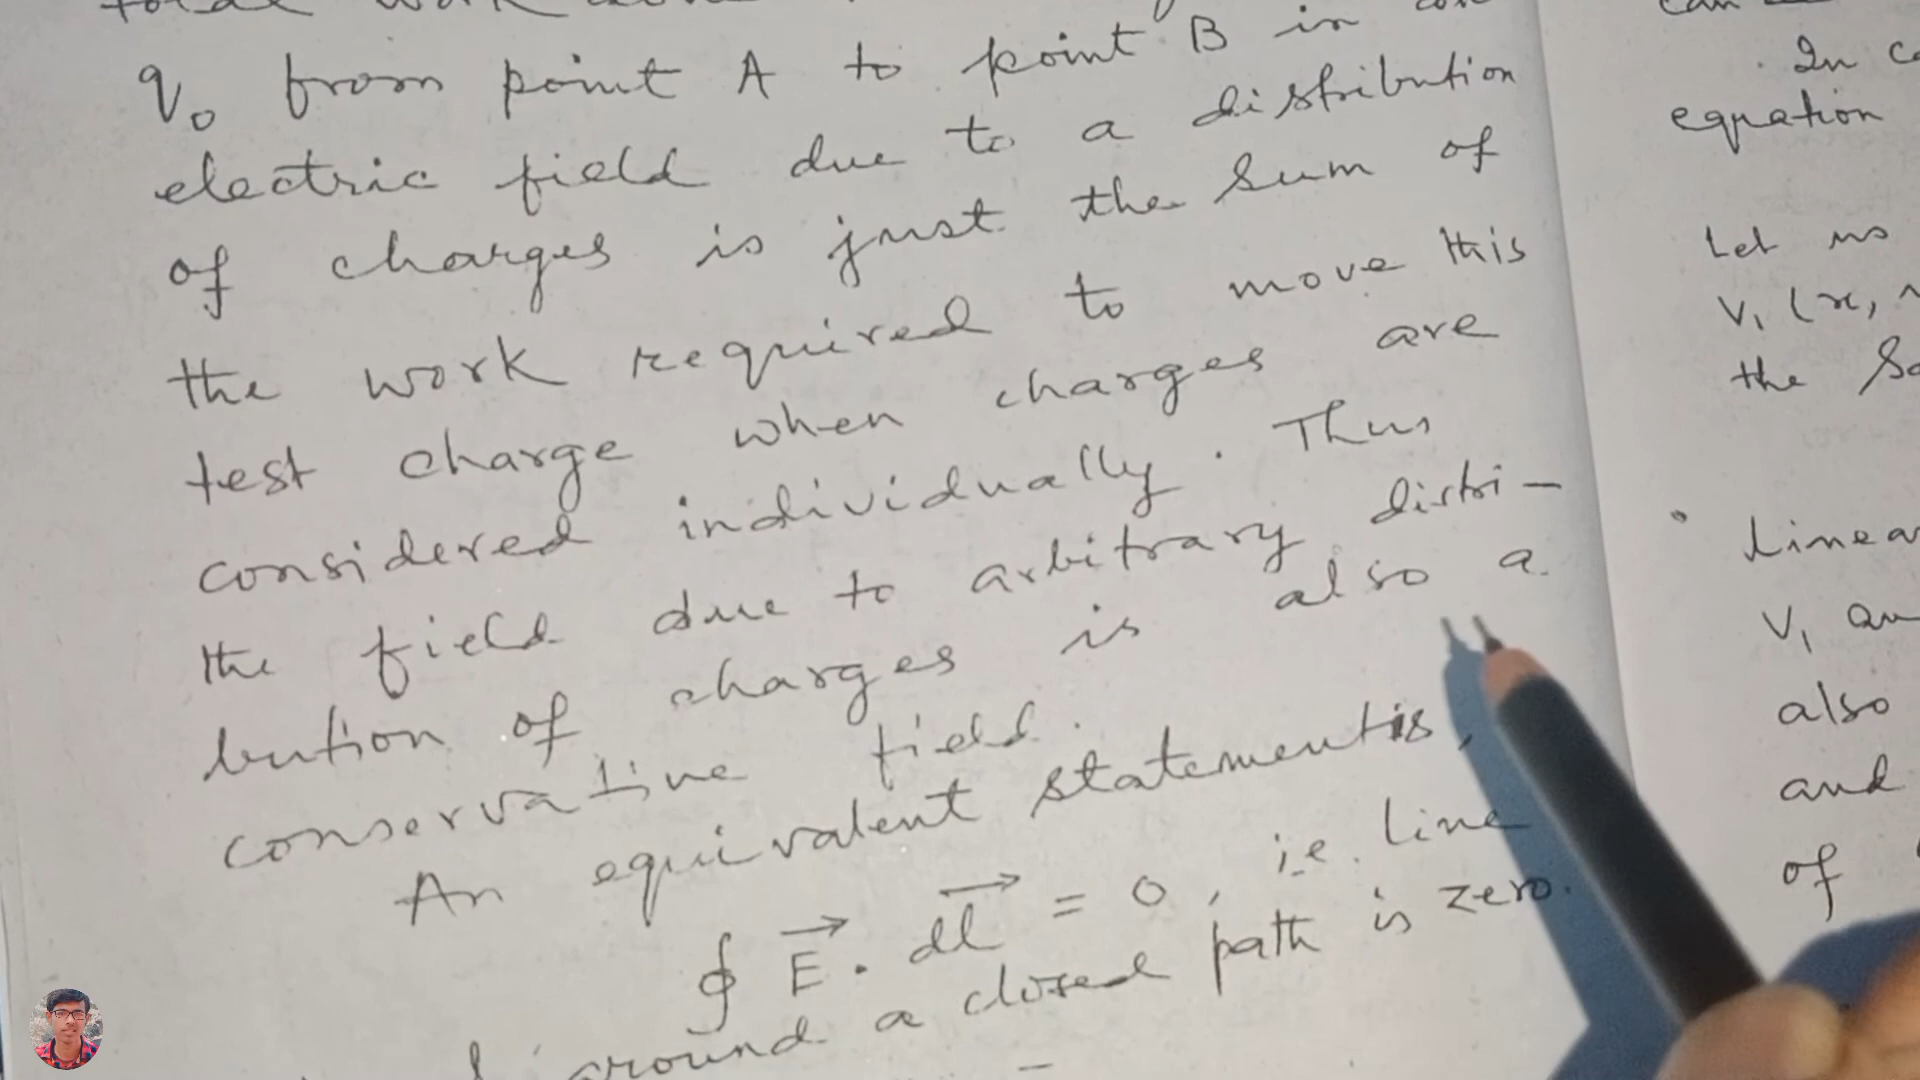 total work
q₀ from point A to point B in
electric field due to a distribution
of charges is just the sum of
the work required to move this
test charge when charges are
considered individually. Thus
the field due to arbitrary distri-
bution of charges is also a
conservative field.
An equivalent statement is,
∮ E⃗ . dl⃗ = 0, i.e. line
around a closed path is zero.
can
In
equation
Let us
V₁ (x,
the
V₁
also
and
of